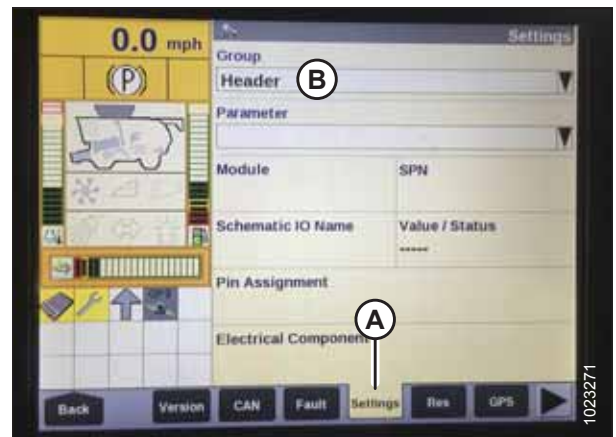 0.0 mph
Settings
(P)
Group
Header
B
Parameter
Module
SPN
Schematic IO Name
Value / Status
-----
Pin Assignment
A
Electrical Component
Back
Version
CAN
Fault
Settings
Res
GPS
1023271